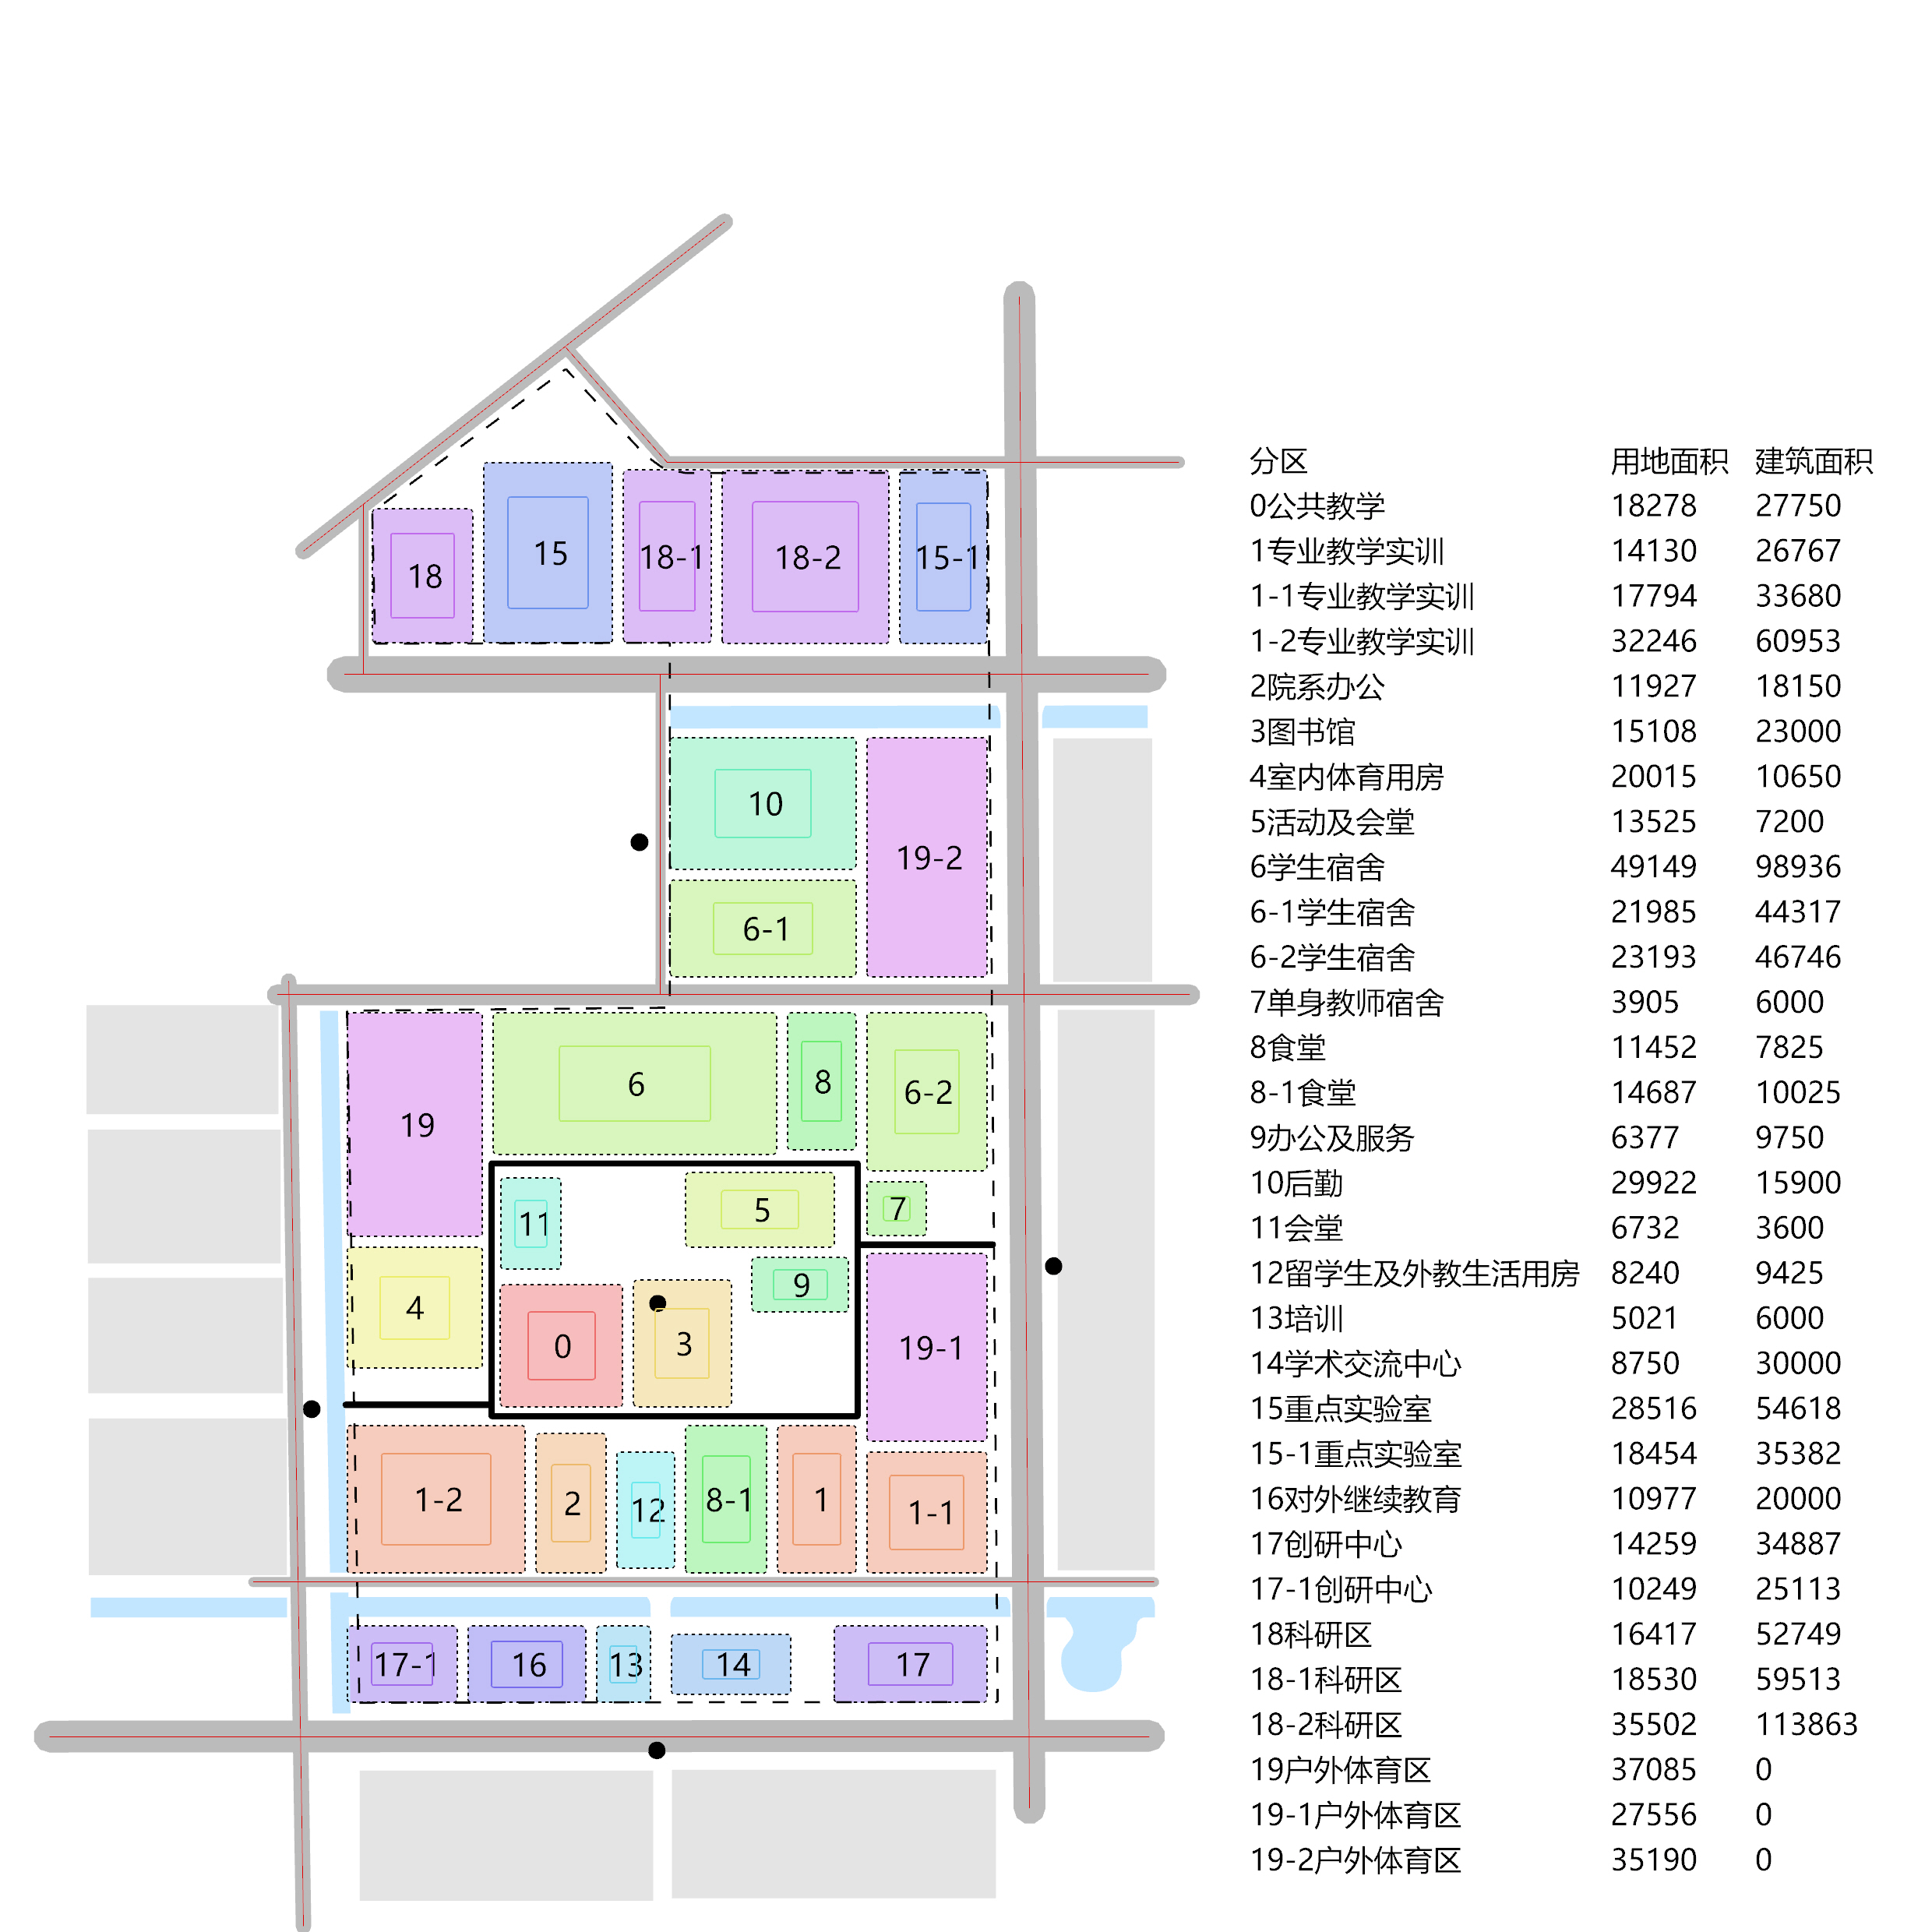 18
15
18-1
18-2
15-1
10
19-2
6-1
19
6
8
6-2
11
5
7
9
4
0
3
19-1
1-2
2
12
8-1
1
1-1
17-1
16
13
14
17
分区 用地面积 建筑面积
0公共教学 18278 27750
1专业教学实训 14130 26767
1-1专业教学实训 17794 33680
1-2专业教学实训 32246 60953
2院系办公 11927 18150
3图书馆 15108 23000
4室内体育用房 20015 10650
5活动及会堂 13525 7200
6学生宿舍 49149 98936
6-1学生宿舍 21985 44317
6-2学生宿舍 23193 46746
7单身教师宿舍 3905 6000
8食堂 11452 7825
8-1食堂 14687 10025
9办公及服务 6377 9750
10后勤 29922 15900
11会堂 6732 3600
12留学生及外教生活用房 8240 9425
13培训 5021 6000
14学术交流中心 8750 30000
15重点实验室 28516 54618
15-1重点实验室 18454 35382
16对外继续教育 10977 20000
17创研中心 14259 34887
17-1创研中心 10249 25113
18科研区 16417 52749
18-1科研区 18530 59513
18-2科研区 35502 113863
19户外体育区 37085 0
19-1户外体育区 27556 0
19-2户外体育区 35190 0